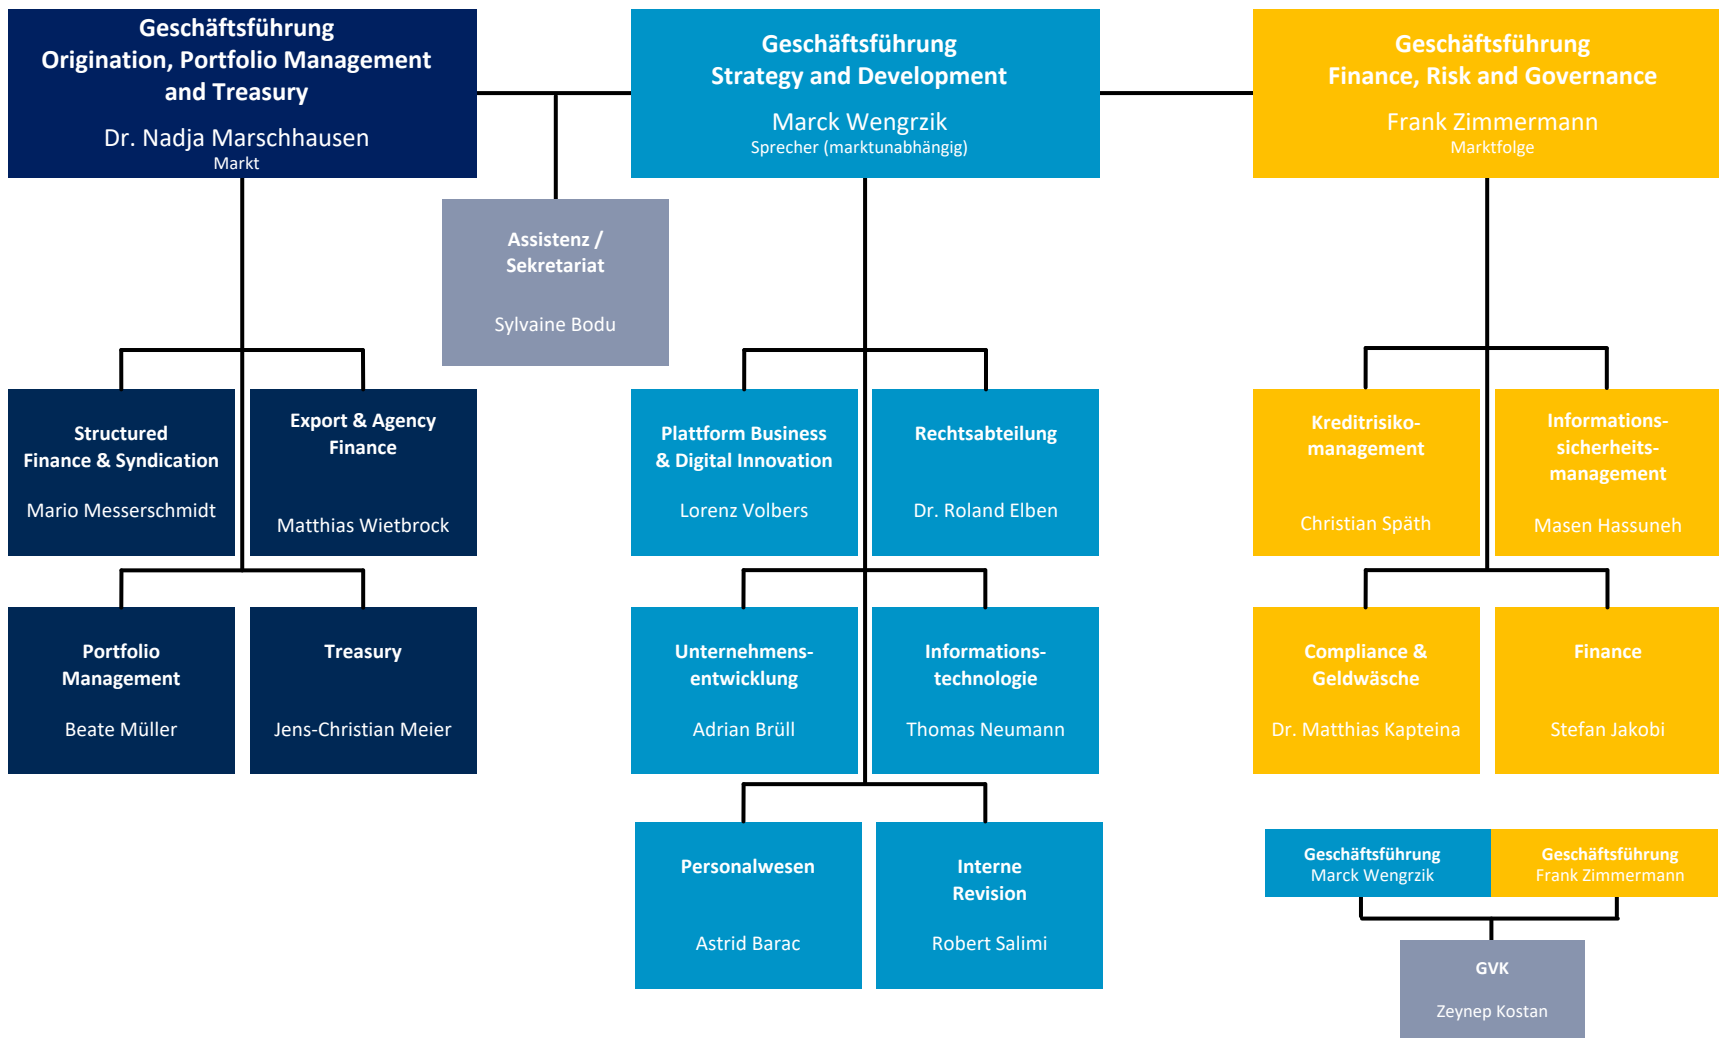 Geschäftsführung
Origination, Portfolio Management
and Treasury
Dr. Nadja Marschhausen
Markt
Geschäftsführung
Strategy and Development
Marck Wengrzik
Sprecher (marktunabhängig)
Geschäftsführung
Finance, Risk and Governance
Frank Zimmermann
Marktfolge
Assistenz /
Sekretariat
Sylvaine Bodu
Structured
Finance & Syndication
Mario Messerschmidt
Export & Agency
Finance
Matthias Wietbrock
Plattform Business
& Digital Innovation
Lorenz Volbers
Rechtsabteilung
Dr. Roland Elben
Kreditrisiko-
management
Christian Späth
Informations-
sicherheits-
management
Masen Hassuneh
Portfolio
Management
Beate Müller
Treasury
Jens-Christian Meier
Unternehmens-
entwicklung
Adrian Brüll
Informations-
technologie
Thomas Neumann
Compliance &
Geldwäsche
Dr. Matthias Kapteina
Finance
Stefan Jakobi
Personalwesen
Astrid Barac
Interne
Revision
Robert Salimi
Geschäftsführung
Marck Wengrzik
Geschäftsführung
Frank Zimmermann
GVK
Zeynep Kostan